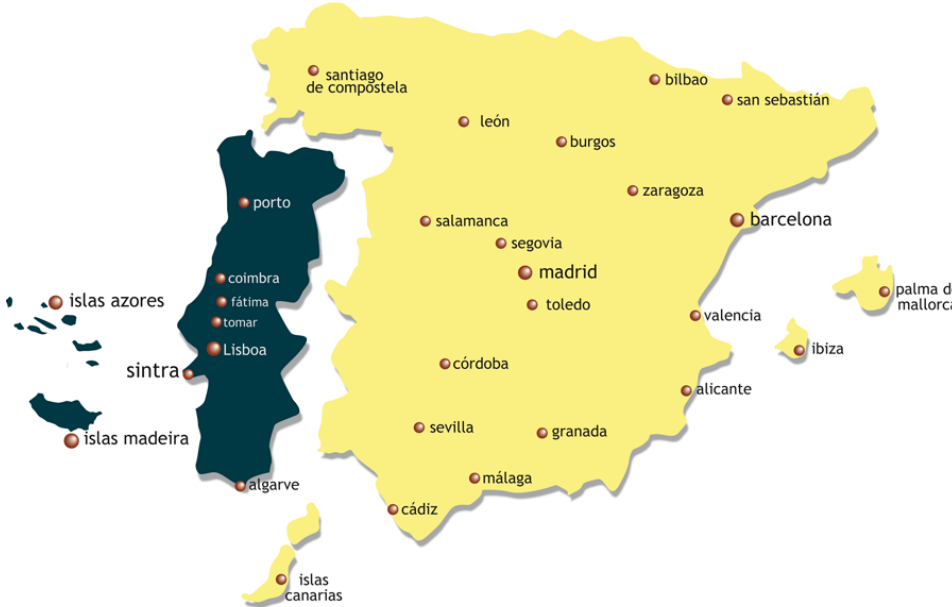 santiago
de compostela
bilbao
san sebastián
león
burgos
zaragoza
porto
salamanca
barcelona
segovia
madrid
coimbra
islas azores
fátima
toledo
palma de
mallorca
tomar
valencia
Lisboa
ibiza
sintra
córdoba
alicante
sevilla
granada
islas madeira
málaga
algarve
cádiz
islas
canarias